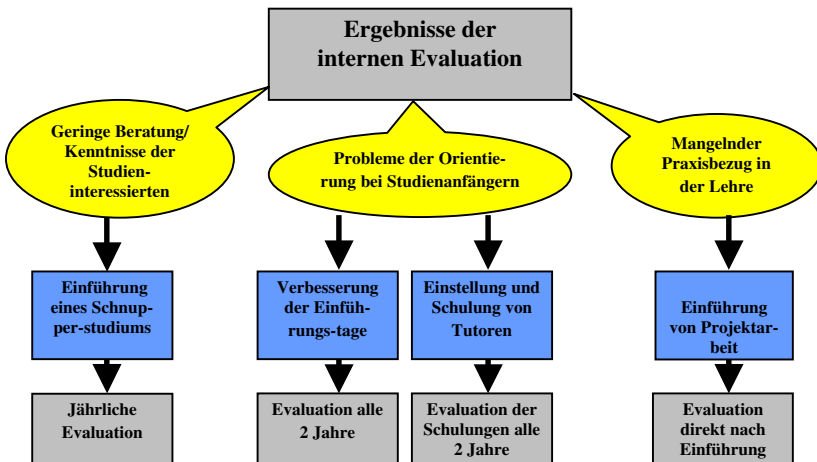 Ergebnisse der
internen Evaluation
Geringe Beratung/
Kenntnisse der
Studien-
interessierten
Probleme der Orientie-
rung bei Studienanfängern
Mangelnder
Praxisbezug in
der Lehre
Einführung
eines Schnup-
per-studiums
Verbesserung
der Einfüh-
rungs-tage
Einstellung und
Schulung von
Tutoren
Einführung
von Projektar-
beit
Jährliche
Evaluation
Evaluation alle
2 Jahre
Evaluation der
Schulungen alle
2 Jahre
Evaluation
direkt nach
Einführung